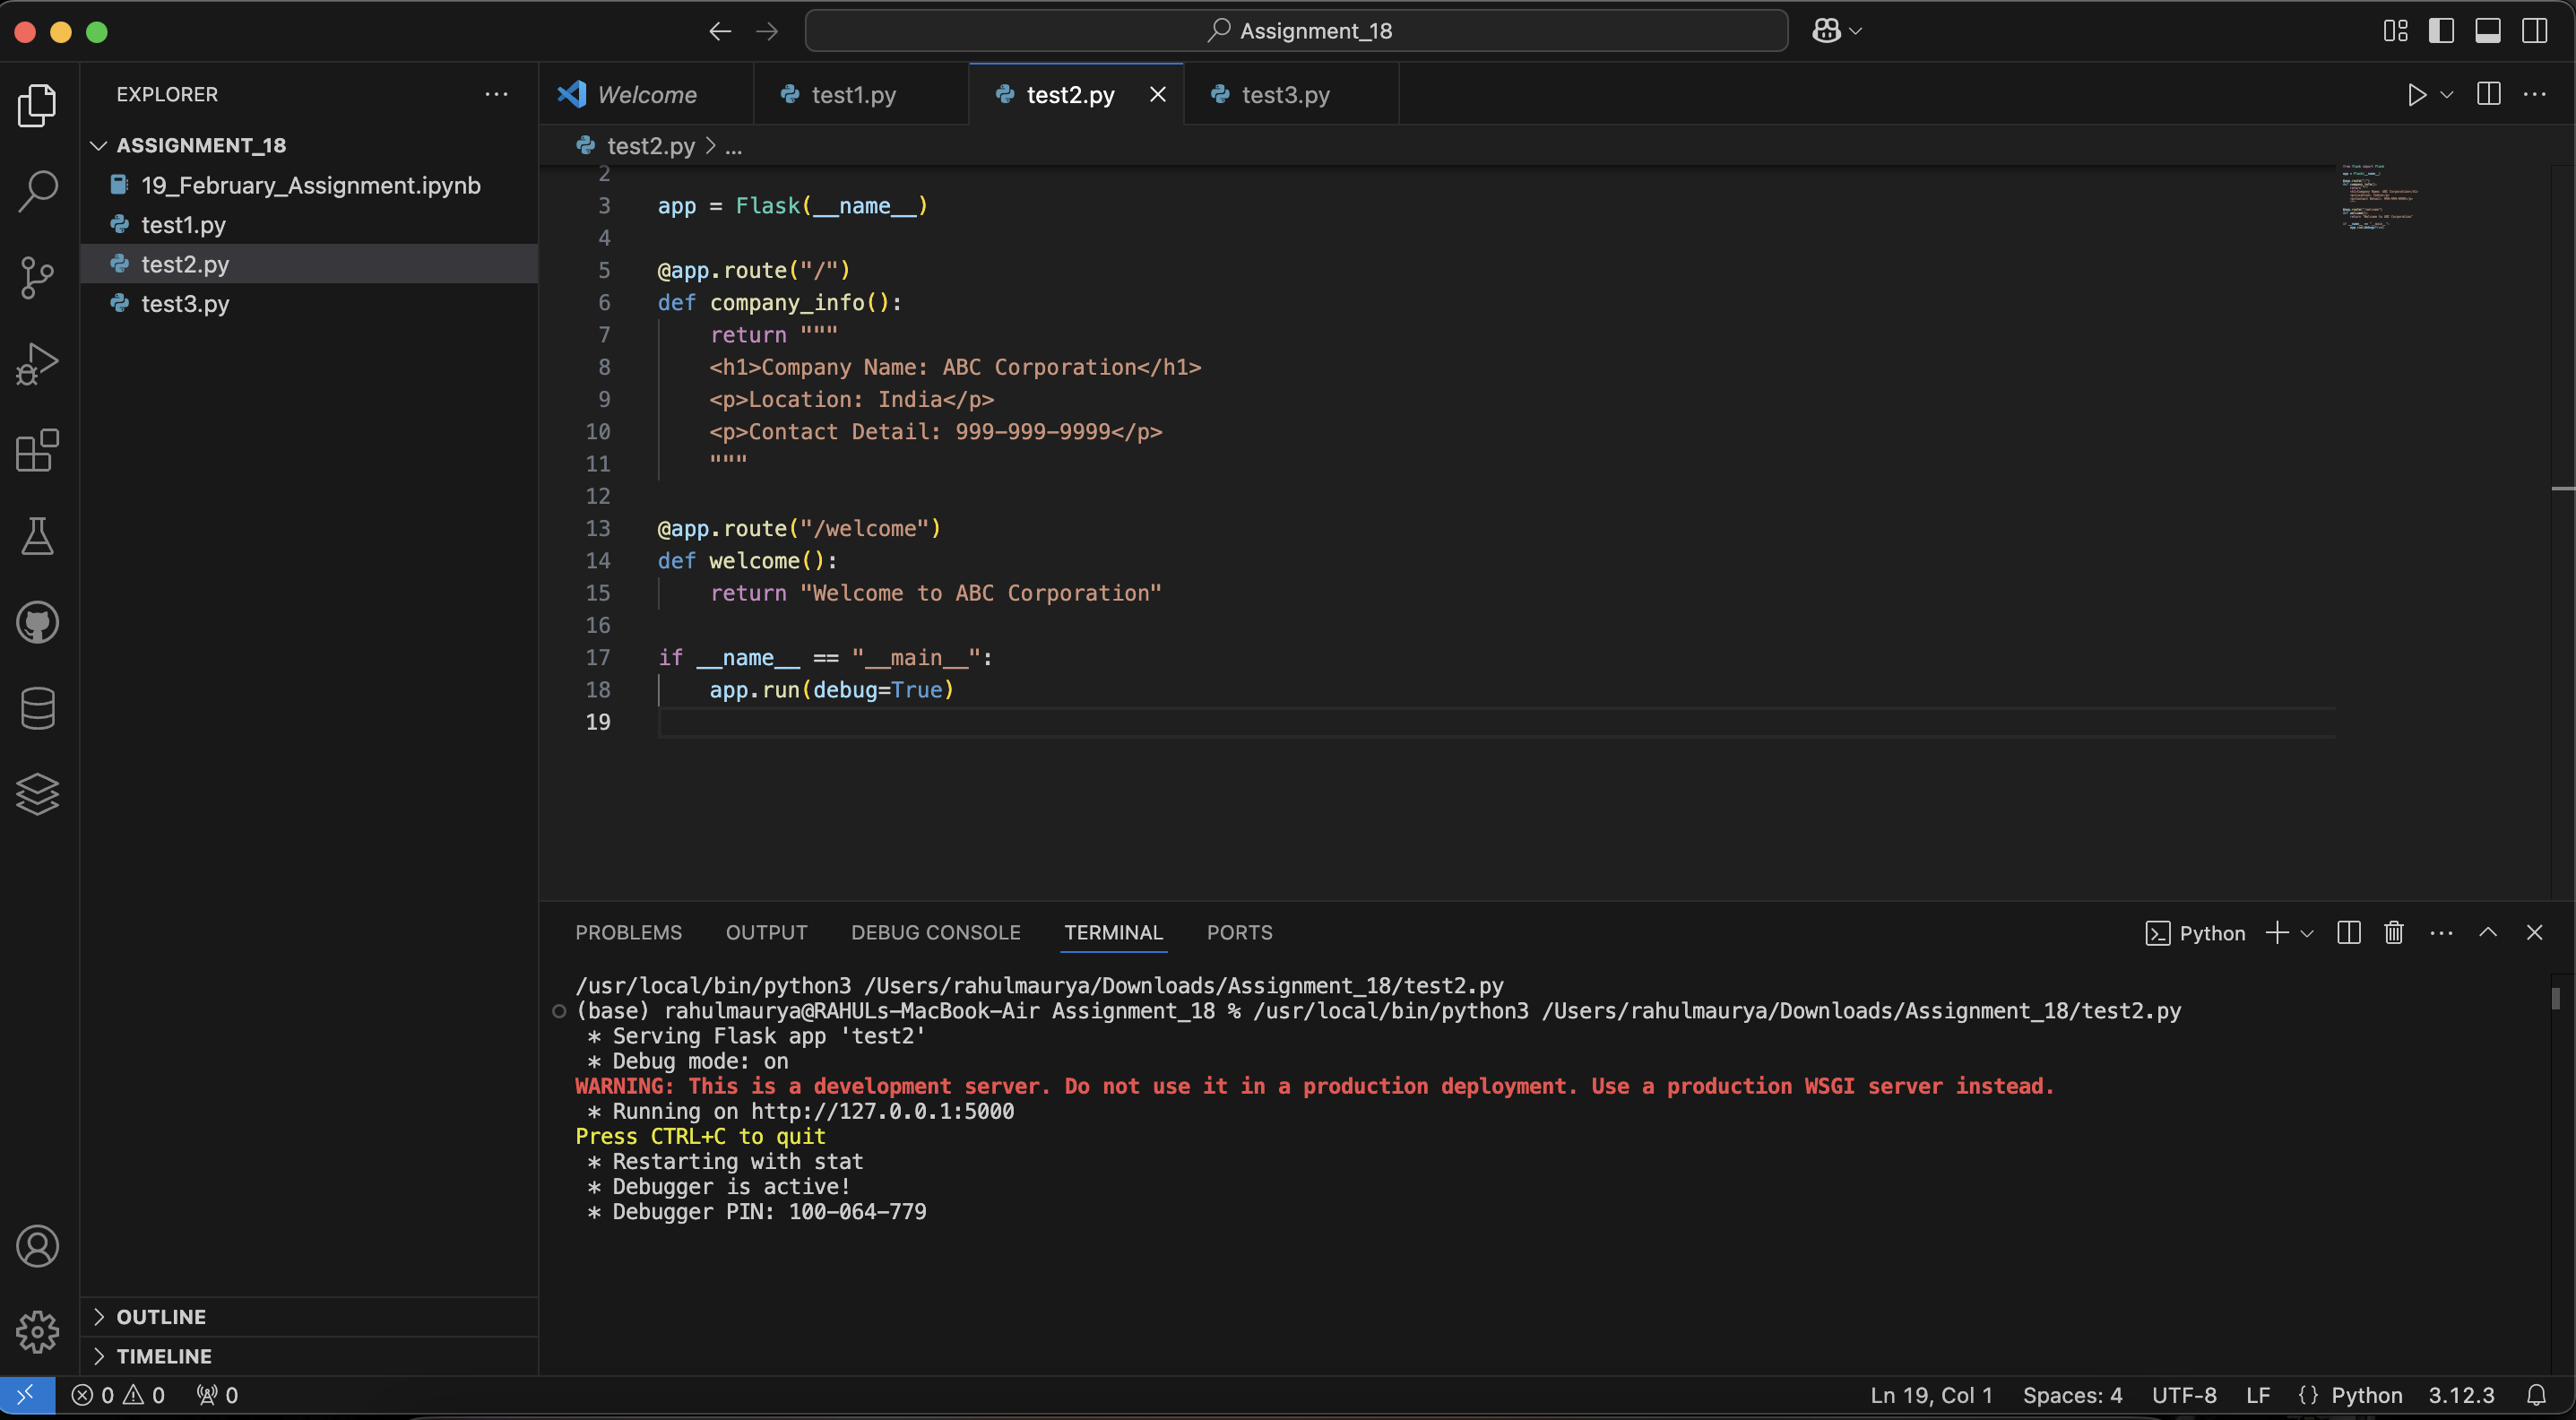 Assignment_18
EXPLORER
ASSIGNMENT_18
19_February_Assignment.ipynb
test1.py
test2.py
test3.py
OUTLINE
TIMELINE
Welcome
test1.py
test2.py
test3.py
test2.py > ...
2
3 app = Flask(__name__)
4
5 @app.route("/")
6 def company_info():
7     return """
8     <h1>Company Name: ABC Corporation</h1>
9     <p>Location: India</p>
10     <p>Contact Detail: 999-999-9999</p>
11     """
12
13 @app.route("/welcome")
14 def welcome():
15     return "Welcome to ABC Corporation"
16
17 if __name__ == "__main__":
18     app.run(debug=True)
19
PROBLEMS OUTPUT DEBUG CONSOLE TERMINAL PORTS
Python
/usr/local/bin/python3 /Users/rahulmaurya/Downloads/Assignment_18/test2.py
(base) rahulmaurya@RAHULs-MacBook-Air Assignment_18 % /usr/local/bin/python3 /Users/rahulmaurya/Downloads/Assignment_18/test2.py
 * Serving Flask app 'test2'
 * Debug mode: on
WARNING: This is a development server. Do not use it in a production deployment. Use a production WSGI server instead.
 * Running on http://127.0.0.1:5000
Press CTRL+C to quit
 * Restarting with stat
 * Debugger is active!
 * Debugger PIN: 100-064-779
0 0 0
Ln 19, Col 1 Spaces: 4 UTF-8 LF {} Python 3.12.3